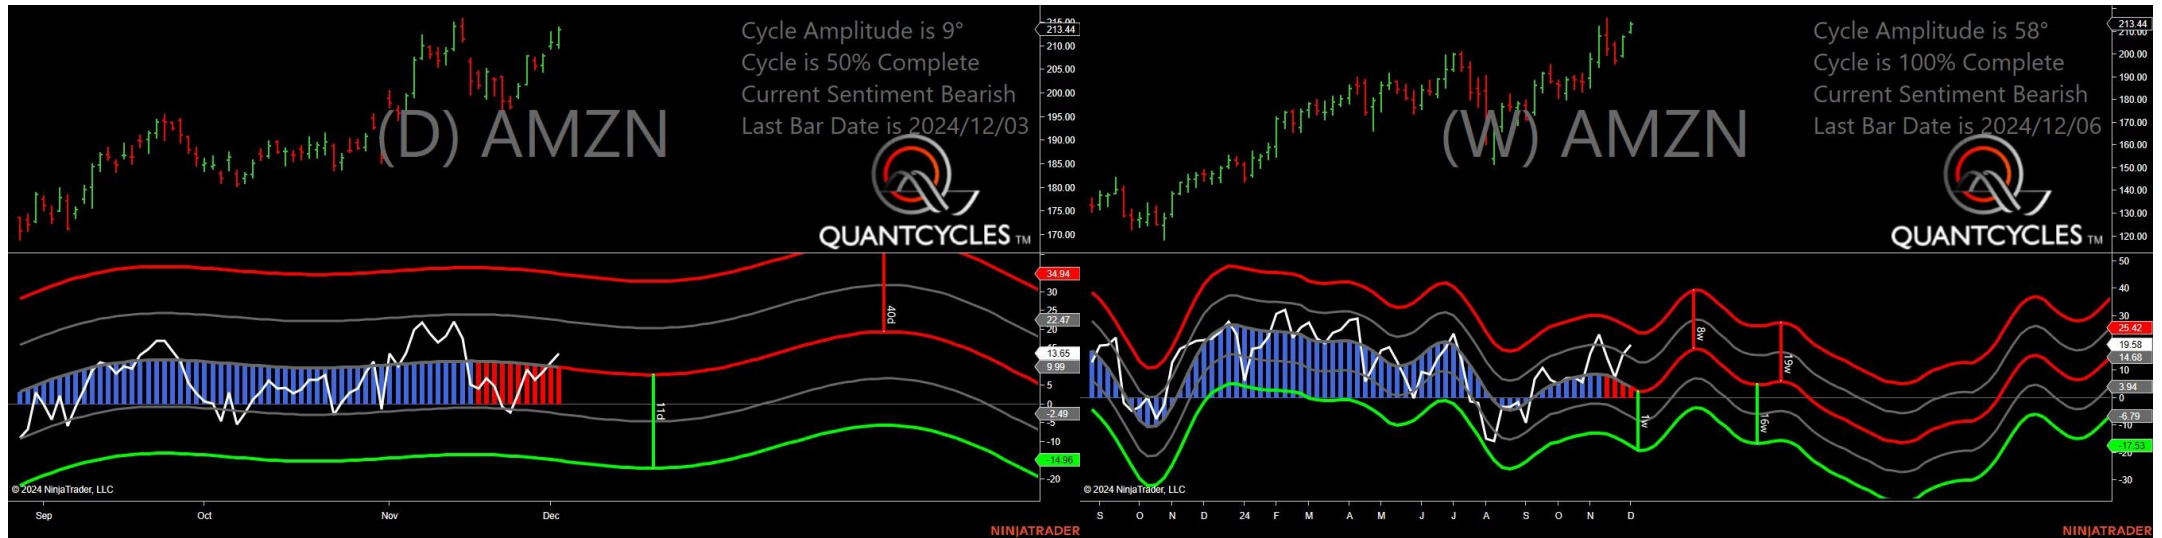 Cycle Amplitude is 9°
Cycle is 50% Complete
Current Sentiment Bearish
Last Bar Date is 2024/12/03
(D) AMZN
QUANTCYCLES TM
213.44
210.00
205.00
200.00
195.00
190.00
185.00
180.00
175.00
170.00
34.94
30
25
22.47
20
13.65
9.99
5
0
-2.49
-5
-10
-14.96
-20
40d
11d
© 2024 NinjaTrader, LLC
Sep Oct Nov Dec
NINJATRADER
Cycle Amplitude is 58°
Cycle is 100% Complete
Current Sentiment Bearish
Last Bar Date is 2024/12/06
(W) AMZN
QUANTCYCLES TM
213.44
210.00
200.00
190.00
180.00
170.00
160.00
150.00
140.00
130.00
120.00
50
40
30
25.42
19.58
14.68
10
3.94
0
-6.79
-10
-17.53
-20
-30
8w
19w
1w
16w
© 2024 NinjaTrader, LLC
S O N D 24 F M A M J J A S O N D
NINJATRADER